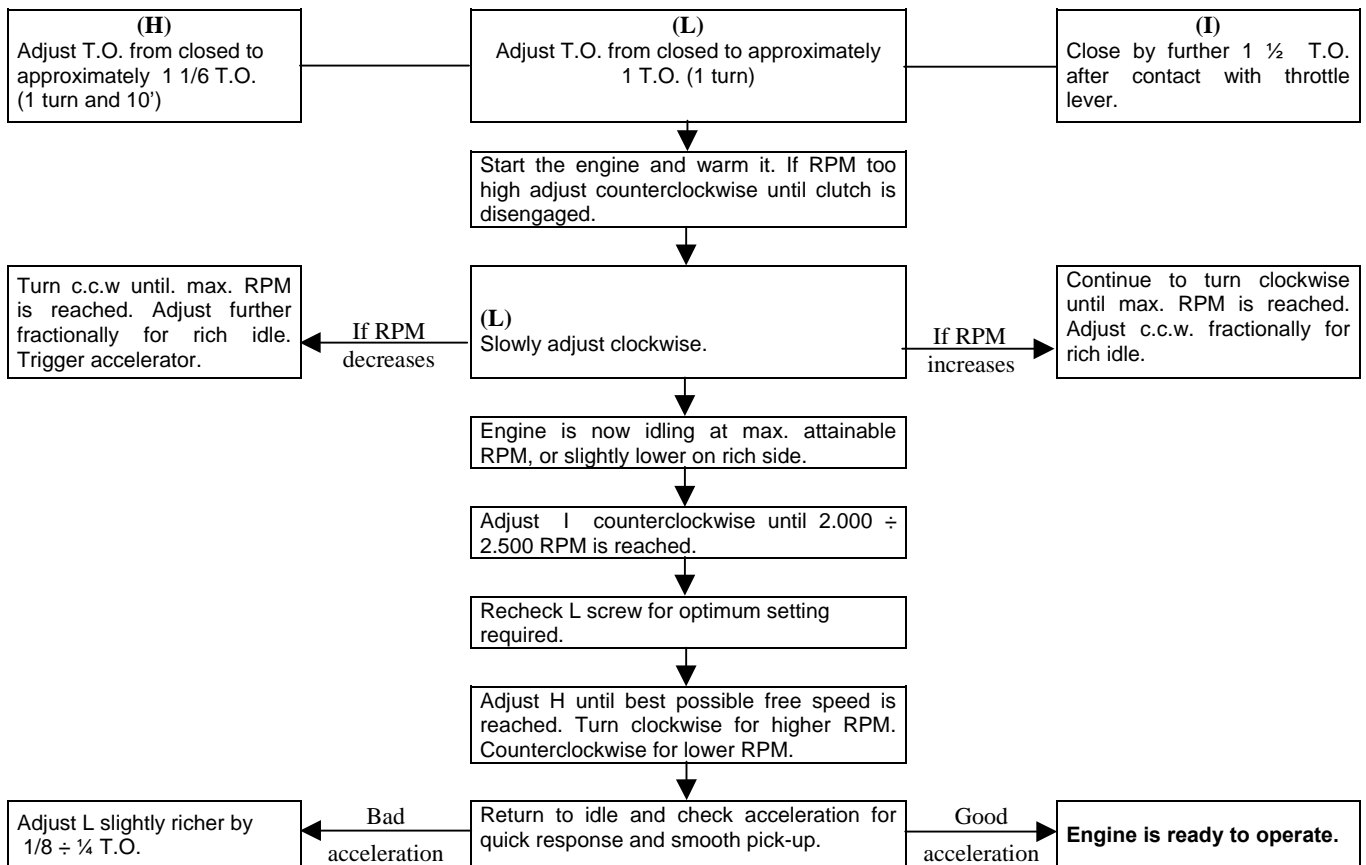 (H)
Adjust T.O. from closed to
approximately 1 1/6 T.O.
(1 turn and 10')
(L)
Adjust T.O. from closed to approximately
1 T.O. (1 turn)
(I)
Close by further 1 ½ T.O.
after contact with throttle
lever.
Start the engine and warm it. If RPM too
high adjust counterclockwise until clutch is
disengaged.
Turn c.c.w until. max. RPM
is reached. Adjust further
fractionally for rich idle.
Trigger accelerator.
If RPM
decreases
(L)
Slowly adjust clockwise.
If RPM
increases
Continue to turn clockwise
until max. RPM is reached.
Adjust c.c.w. fractionally for
rich idle.
Engine is now idling at max. attainable
RPM, or slightly lower on rich side.
Adjust I counterclockwise until 2.000 ÷
2.500 RPM is reached.
Recheck L screw for optimum setting
required.
Adjust H until best possible free speed is
reached. Turn clockwise for higher RPM.
Counterclockwise for lower RPM.
Adjust L slightly richer by
1/8 ÷ ¼ T.O.
Bad
acceleration
Return to idle and check acceleration for
quick response and smooth pick-up.
Good
acceleration
Engine is ready to operate.